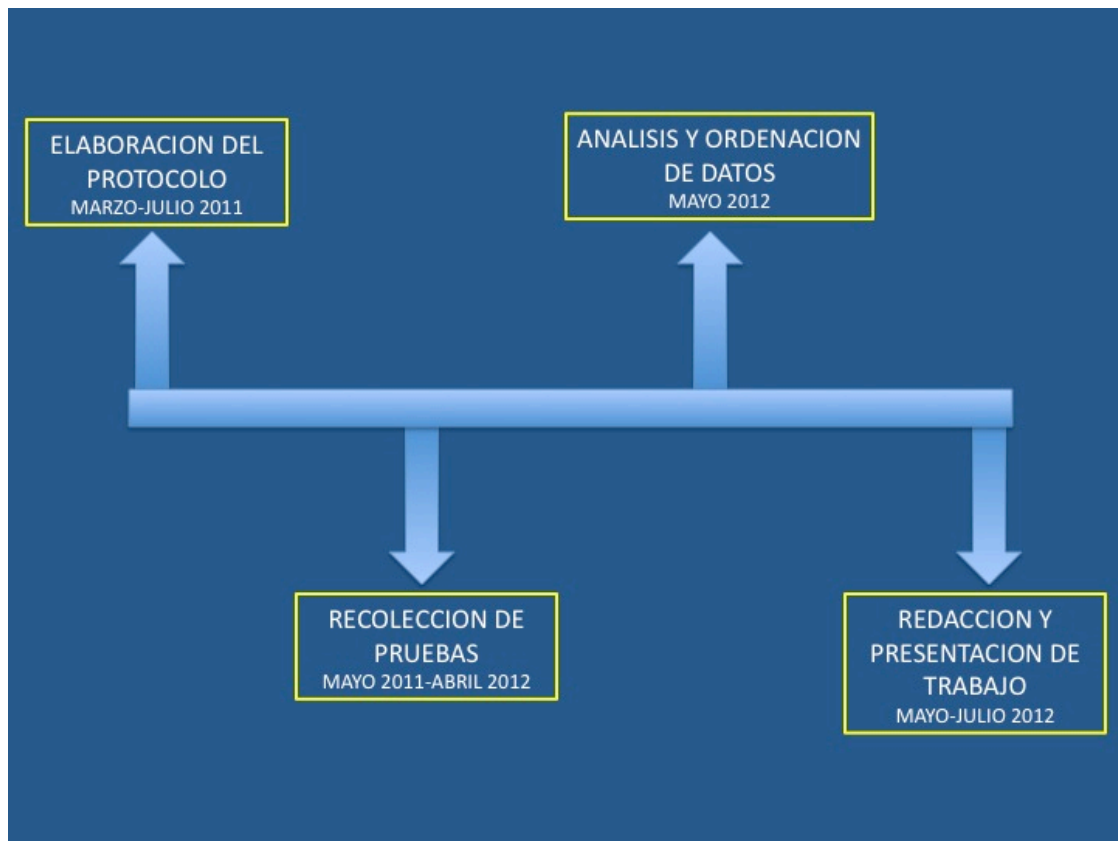 ELABORACION DEL
PROTOCOLO
MARZO-JULIO 2011
ANALISIS Y ORDENACION
DE DATOS
MAYO 2012
RECOLECCION DE
PRUEBAS
MAYO 2011-ABRIL 2012
REDACCION Y
PRESENTACION DE
TRABAJO
MAYO-JULIO 2012